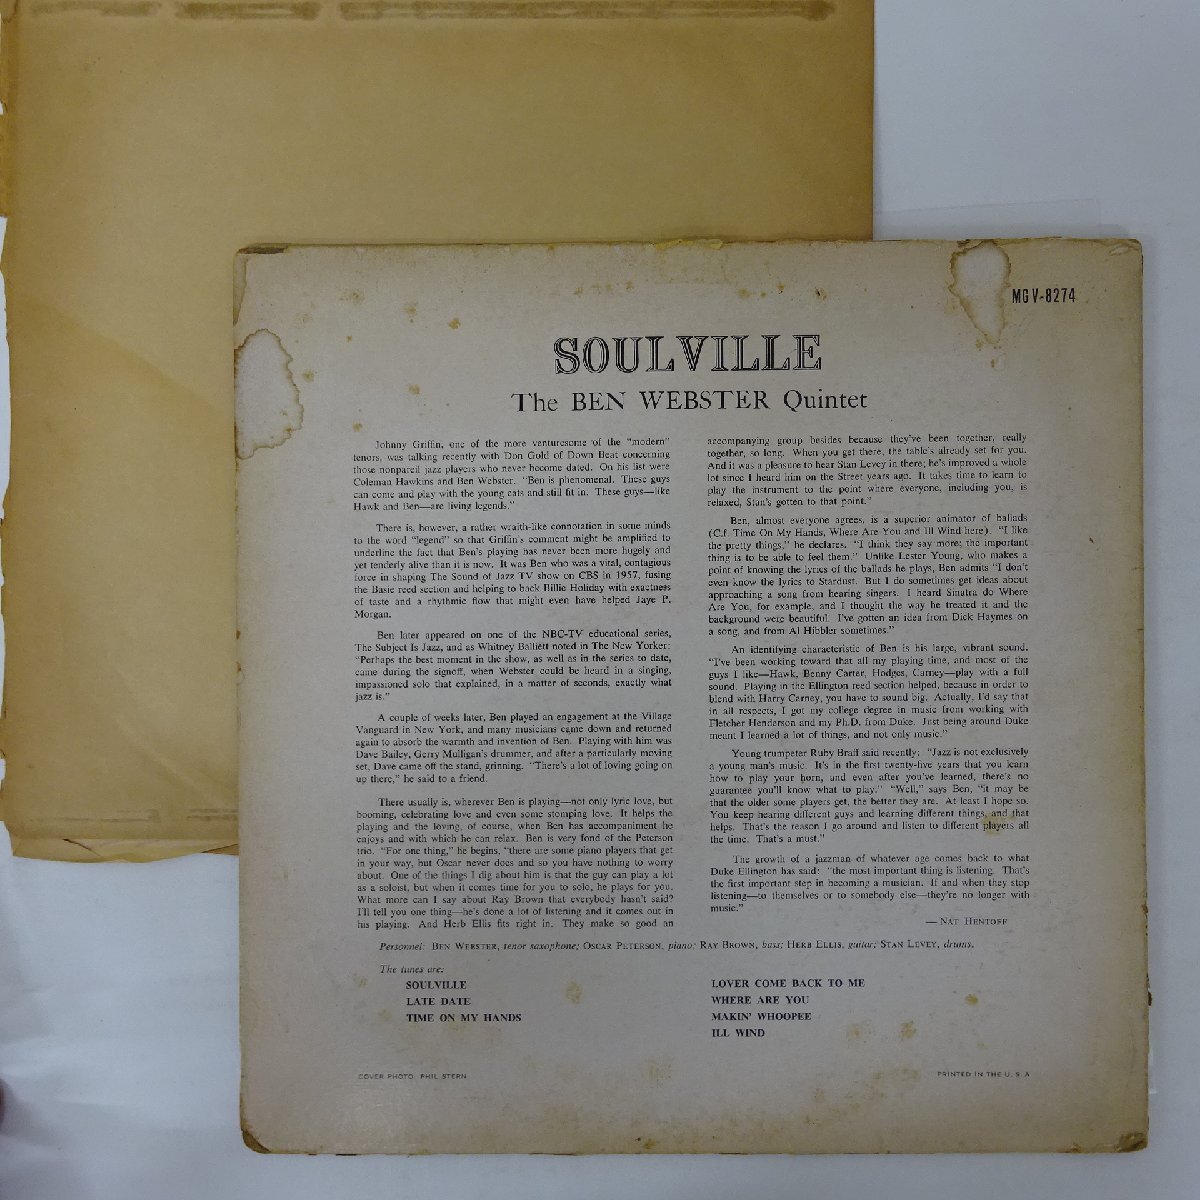 MG V-8274
SOULVILLE
The BEN WEBSTER Quintet
Johnny Griffin, one of the more venturesome of the "modern"
tenors, was talking recently with Don Gold of Down Beat concerning
those nonpareil jazz players who never become dated. On his list were
Coleman Hawkins and Ben Webster. "Ben is phenomenal. These guys
can come and play with the young cats and still fit in. These guys—like
Hawk and Ben—are living legends."
There is, however, a rather wraith-like connotation in some minds
to the word "legend" so that Griffin's comment might be amplified to
underline the fact that Ben's playing has never been more hugely and
yet tenderly alive than it is now. It was Ben who was a vital, contagious
force in shaping The Sound of Jazz TV show on CBS in 1957, fusing
the Basie reed section and helping to back Billie Holiday with exactness
of taste and a rhythmic flow that might even have helped Jaye P.
Morgan.
Ben later appeared on one of the NBC-TV educational series,
The Subject Is Jazz, and as Whitney Balliett noted in The New Yorker:
"Perhaps the best moment in the show, as well as in the series to date,
came during the signoff, when Webster could be heard in a singing,
impassioned solo that explained, in a matter of seconds, exactly what
jazz is."
A couple of weeks later, Ben played an engagement at the Village
Vanguard in New York, and many musicians came down and returned
again to absorb the warmth and invention of Ben. Playing with him was
Dave Bailey, Gerry Mulligan's drummer, and after a particularly moving
set, Dave came off the stand, grinning. "There's a lot of loving going on
up there," he said to a friend.
There usually is, wherever Ben is playing—not only lyric love, but
booming, celebrating love and even some stomping love. It helps the
playing and the loving, of course, when Ben has accompaniment he
enjoys and with which he can relax. Ben is very fond of the Peterson
trio. "For one thing," he begins, "there are some piano players that get
in your way, but Oscar never does and so you have nothing to worry
about. One of the things I dig about him is that the guy can play a lot
as a soloist, but when it comes time for you to solo, he plays for you.
What more can I say about Ray Brown that everybody hasn't said?
I'll tell you one thing—he's done a lot of listening and it comes out in
his playing. And Herb Ellis fits right in. They make so good an
accompanying group besides because they've been together, really
together, so long. When you get there, the table's already set for you.
And it was a pleasure to hear Stan Levey in there; he's improved a whole
lot since I heard him on the Street years ago. It takes time to learn to
play the instrument to the point where everyone, including you, is
relaxed, Stan's gotten to that point."
Ben, almost everyone agrees, is a superior animator of ballads
(C.f. Time On My Hands, Where Are You and Ill Wind here). "I like
the pretty things," he declares. "I think they say more; the important
thing is to be able to feel them." Unlike Lester Young, who makes a
point of knowing the lyrics of the ballads he plays, Ben admits "I don't
even know the lyrics to Stardust. But I do sometimes get ideas about
approaching a song from hearing singers. I heard Sinatra do Where
Are You, for example, and I thought the way he treated it and the
background were beautiful. I've gotten an idea from Dick Haymes on
a song, and from Al Hibbler sometimes."
An identifying characteristic of Ben is his large, vibrant sound.
"I've been working toward that all my playing time, and most of the
guys I like—Hawk, Benny Carter, Hodges, Carney—play with a full
sound. Playing in the Ellington reed section helped, because in order to
blend with Harry Carney, you have to sound big. Actually, I'd say that
in all respects, I got my college degree in music from working with
Fletcher Henderson and my Ph.D. from Duke. Just being around Duke
meant I learned a lot of things, and not only music."
Young trumpeter Ruby Braff said recently: "Jazz is not exclusively
a young man's music. It's in the first twenty-five years that you learn
how to play your horn, and even after you've learned, there's no
guarantee you'll know what to play." "Well," says Ben, "it may be
that the older some players get, the better they are. At least I hope so.
You keep hearing different guys and learning different things, and that
helps. That's the reason I go around and listen to different players all
the time. That's a must."
The growth of a jazzman of whatever age comes back to what
Duke Ellington has said: "the most important thing is listening. That's
the first important step in becoming a musician. If and when they stop
listening—to themselves or to somebody else—they're no longer with
music."
— NAT HENTOFF
Personnel: BEN WEBSTER, tenor saxophone; OSCAR PETERSON, piano; RAY BROWN, bass; HERB ELLIS, guitar; STAN LEVEY, drums.
The tunes are:
SOULVILLE
LATE DATE
TIME ON MY HANDS
LOVER COME BACK TO ME
WHERE ARE YOU
MAKIN' WHOOPEE
ILL WIND
COVER PHOTO: PHIL STERN
PRINTED IN THE U. S. A